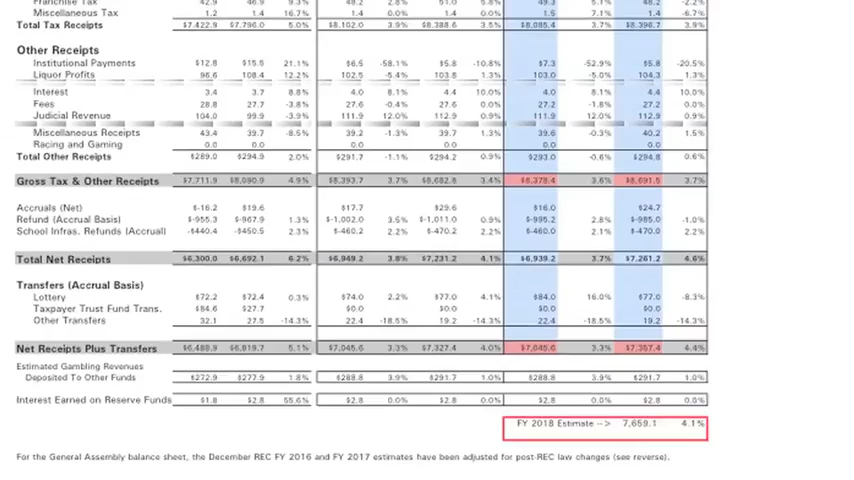 Franchise Tax 42.9 46.9 9.3% 49.2 2.8% 51.0 5.8% 49.3 5.1% 48.2 -2.2%
Miscellaneous Tax 1.2 1.4 16.7% 1.4 0.0% 1.4 0.0% 1.5 7.1% 1.4 -6.7%
Total Tax Receipts $7,422.9 $7,796.0 5.0% $8,102.0 3.9% $8,388.6 3.5% $8,085.4 3.7% $8,396.7 3.9%
Other Receipts
Institutional Payments $12.8 $15.5 21.1% $6.5 -58.1% $5.8 -10.8% $7.3 -52.9% $5.8 -20.5%
Liquor Profits 96.6 108.4 12.2% 102.5 -5.4% 103.8 1.3% 103.0 -5.0% 104.3 1.3%
Interest 3.4 3.7 8.8% 4.0 8.1% 4.4 10.0% 4.0 8.1% 4.4 10.0%
Fees 28.8 27.7 -3.8% 27.6 -0.4% 27.6 0.0% 27.2 -1.8% 27.2 0.0%
Judicial Revenue 104.0 99.9 -3.9% 111.9 12.0% 112.9 0.9% 111.9 12.0% 112.9 0.9%
Miscellaneous Receipts 43.4 39.7 -8.5% 39.2 -1.3% 39.7 1.3% 39.6 -0.3% 40.2 1.5%
Racing and Gaming 0.0 0.0 0.0 0.0 0.0 0.0
Total Other Receipts $289.0 $294.9 2.0% $291.7 -1.1% $294.2 0.9% $293.0 -0.6% $294.8 0.6%
Gross Tax & Other Receipts $7,711.9 $8,090.9 4.9% $8,393.7 3.7% $8,682.8 3.4% $8,378.4 3.6% $8,691.5 3.7%
Accruals (Net) $-16.2 $19.6 $17.7 $29.6 $16.0 $24.7
Refund (Accrual Basis) $-955.3 $-967.9 1.3% $-1,002.0 3.5% $-1,011.0 0.9% $-995.2 2.8% $-985.0 -1.0%
School Infras. Refunds (Accrual) -$440.4 -$450.5 2.3% $-460.2 2.2% $-470.2 2.2% $-460.0 2.1% $-470.0 2.2%
Total Net Receipts $6,300.0 $6,692.1 6.2% $6,949.2 3.8% $7,231.2 4.1% $6,939.2 3.7% $7,261.2 4.6%
Transfers (Accrual Basis)
Lottery $72.2 $72.4 0.3% $74.0 2.2% $77.0 4.1% $84.0 16.0% $77.0 -8.3%
Taxpayer Trust Fund Trans. $84.6 $27.7 $0.0 $0.0 $0.0 $0.0
Other Transfers 32.1 27.5 -14.3% 22.4 -18.5% 19.2 -14.3% 22.4 -18.5% 19.2 -14.3%
Net Receipts Plus Transfers $6,488.9 $6,819.7 5.1% $7,045.6 3.3% $7,327.4 4.0% $7,045.6 3.3% $7,357.4 4.4%
Estimated Gambling Revenues
Deposited To Other Funds $272.9 $277.9 1.8% $288.8 3.9% $291.7 1.0% $288.8 3.9% $291.7 1.0%
Interest Earned on Reserve Funds $1.8 $2.8 55.6% $2.8 0.0% $2.8 0.0% $2.8 0.0% $2.8 0.0%
FY 2018 Estimate --> 7,659.1 4.1%
For the General Assembly balance sheet, the December REC FY 2016 and FY 2017 estimates have been adjusted for post-REC law changes (see reverse).